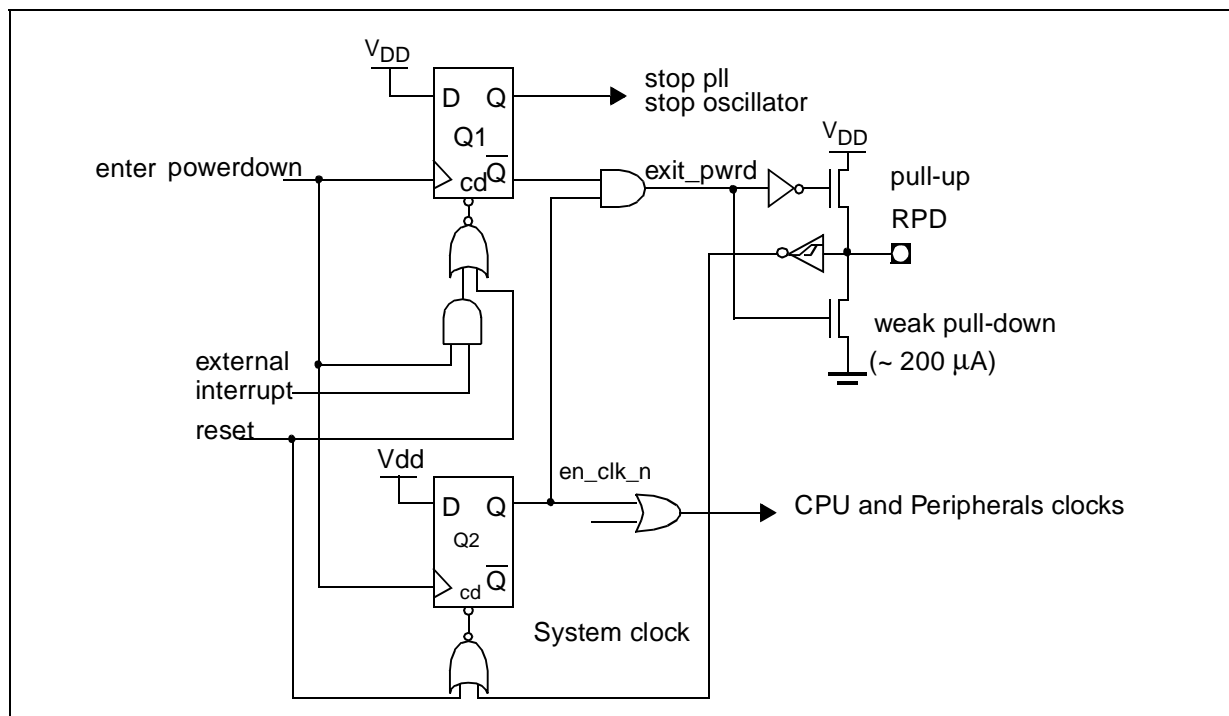 VDD
D Q
Q1
Q
cd
stop pll
stop oscillator
enter powerdown
exit_pwrd
VDD
pull-up
RPD
weak pull-down
(~ 200 µA)
external
interrupt
reset
Vdd
D Q
Q2
Q
cd
en_clk_n
CPU and Peripherals clocks
System clock